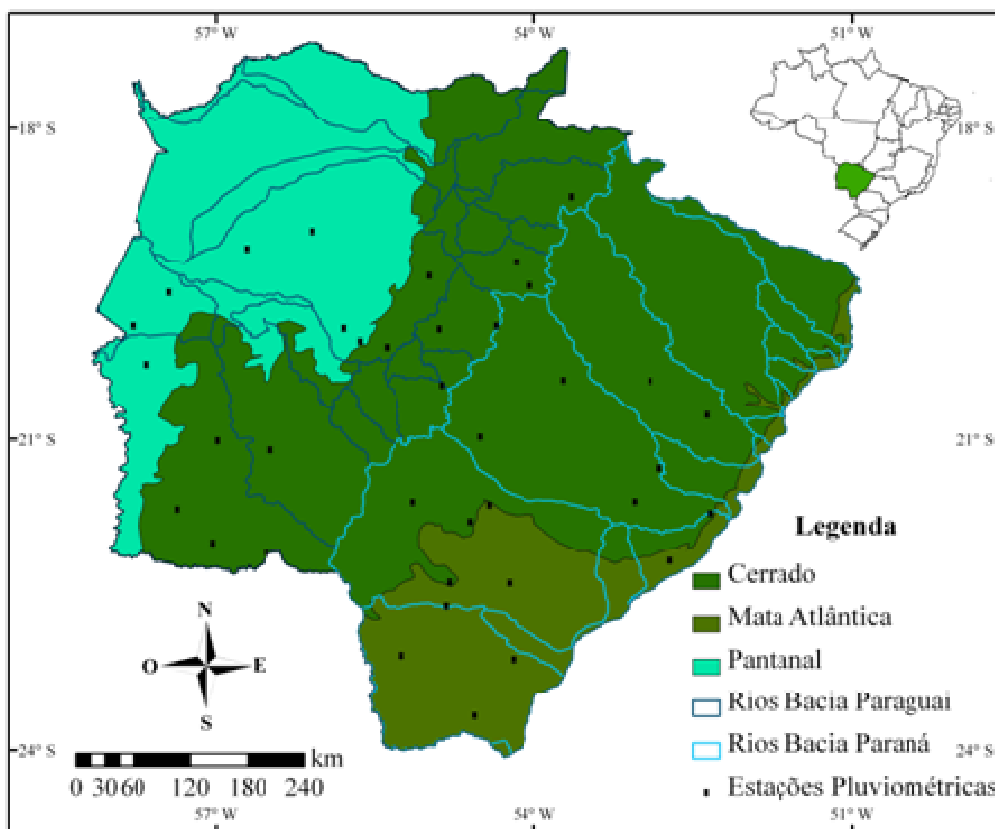 57° W 54° W 51° W
18° S 18° S
21° S 21° S
Legenda
Cerrado
Mata Atlântica
N
Pantanal
O E
Rios Bacia Paraguai
S
Rios Bacia Paraná
24° S 24° S
km
0 30 60 120 180 240
Estações Pluviométricas
57° W 54° W 51° W